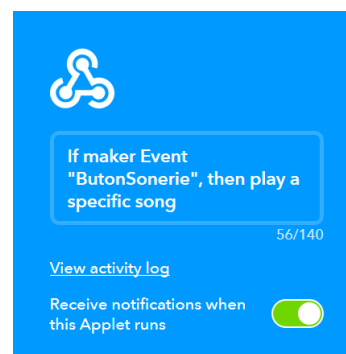 If maker Event
"ButonSonerie", then play a
specific song
56/140
View activity log
Receive notifications when
this Applet runs